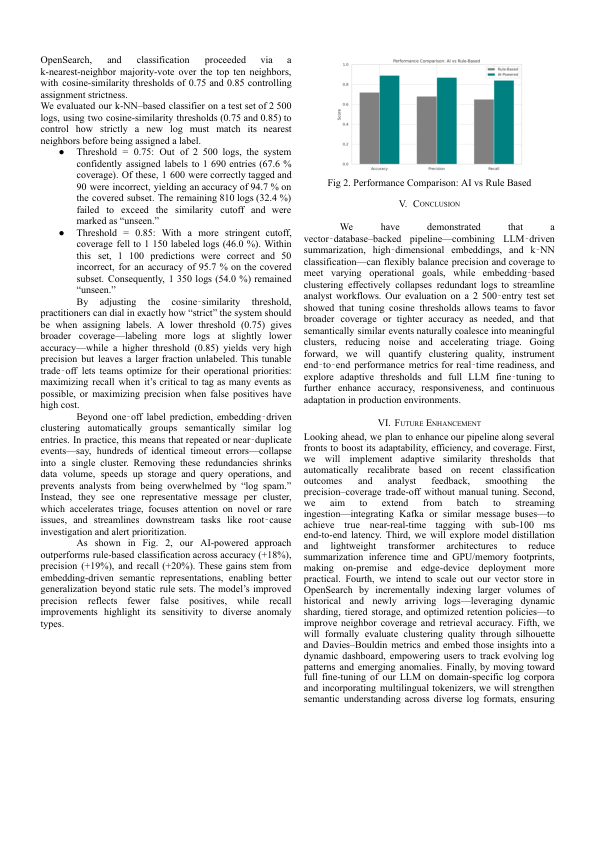 OpenSearch, and classification proceeded via a
k-nearest-neighbor majority-vote over the top ten neighbors,
with cosine-similarity thresholds of 0.75 and 0.85 controlling
assignment strictness.
We evaluated our k-NN–based classifier on a test set of 2 500
logs, using two cosine-similarity thresholds (0.75 and 0.85) to
control how strictly a new log must match its nearest
neighbors before being assigned a label.
● Threshold = 0.75: Out of 2 500 logs, the system
confidently assigned labels to 1 690 entries (67.6 %
coverage). Of these, 1 600 were correctly tagged and
90 were incorrect, yielding an accuracy of 94.7 % on
the covered subset. The remaining 810 logs (32.4 %)
failed to exceed the similarity cutoff and were
marked as “unseen.”
● Threshold = 0.85: With a more stringent cutoff,
coverage fell to 1 150 labeled logs (46.0 %). Within
this set, 1 100 predictions were correct and 50
incorrect, for an accuracy of 95.7 % on the covered
subset. Consequently, 1 350 logs (54.0 %) remained
“unseen.”
By adjusting the cosine-similarity threshold,
practitioners can dial in exactly how “strict” the system should
be when assigning labels. A lower threshold (0.75) gives
broader coverage—labeling more logs at slightly lower
accuracy—while a higher threshold (0.85) yields very high
precision but leaves a larger fraction unlabeled. This tunable
trade-off lets teams optimize for their operational priorities:
maximizing recall when it’s critical to tag as many events as
possible, or maximizing precision when false positives have
high cost.
Beyond one-off label prediction, embedding-driven
clustering automatically groups semantically similar log
entries. In practice, this means that repeated or near-duplicate
events—say, hundreds of identical timeout errors—collapse
into a single cluster. Removing these redundancies shrinks
data volume, speeds up storage and query operations, and
prevents analysts from being overwhelmed by “log spam.”
Instead, they see one representative message per cluster,
which accelerates triage, focuses attention on novel or rare
issues, and streamlines downstream tasks like root-cause
investigation and alert prioritization.
As shown in Fig. 2, our AI-powered approach
outperforms rule-based classification across accuracy (+18%),
precision (+19%), and recall (+20%). These gains stem from
embedding-driven semantic representations, enabling better
generalization beyond static rule sets. The model’s improved
precision reflects fewer false positives, while recall
improvements highlight its sensitivity to diverse anomaly
types.
Performance Comparison: AI vs Rule-Based
Rule-Based
AI-Powered
Score
1.0
0.8
0.6
0.4
0.2
0.0
Accuracy Precision Recall
Fig 2. Performance Comparison: AI vs Rule Based
V. CONCLUSION
We have demonstrated that a
vector-database–backed pipeline—combining LLM-driven
summarization, high-dimensional embeddings, and k-NN
classification—can flexibly balance precision and coverage to
meet varying operational goals, while embedding-based
clustering effectively collapses redundant logs to streamline
analyst workflows. Our evaluation on a 2 500-entry test set
showed that tuning cosine thresholds allows teams to favor
broader coverage or tighter accuracy as needed, and that
semantically similar events naturally coalesce into meaningful
clusters, reducing noise and accelerating triage. Going
forward, we will quantify clustering quality, instrument
end-to-end performance metrics for real-time readiness, and
explore adaptive thresholds and full LLM fine-tuning to
further enhance accuracy, responsiveness, and continuous
adaptation in production environments.
VI. FUTURE ENHANCEMENT
Looking ahead, we plan to enhance our pipeline along several
fronts to boost its adaptability, efficiency, and coverage. First,
we will implement adaptive similarity thresholds that
automatically recalibrate based on recent classification
outcomes and analyst feedback, smoothing the
precision–coverage trade-off without manual tuning. Second,
we aim to extend from batch to streaming
ingestion—integrating Kafka or similar message buses—to
achieve true near-real-time tagging with sub-100 ms
end-to-end latency. Third, we will explore model distillation
and lightweight transformer architectures to reduce
summarization inference time and GPU/memory footprints,
making on-premise and edge-device deployment more
practical. Fourth, we intend to scale out our vector store in
OpenSearch by incrementally indexing larger volumes of
historical and newly arriving logs—leveraging dynamic
sharding, tiered storage, and optimized retention policies—to
improve neighbor coverage and retrieval accuracy. Fifth, we
will formally evaluate clustering quality through silhouette
and Davies–Bouldin metrics and embed those insights into a
dynamic dashboard, empowering users to track evolving log
patterns and emerging anomalies. Finally, by moving toward
full fine-tuning of our LLM on domain-specific log corpora
and incorporating multilingual tokenizers, we will strengthen
semantic understanding across diverse log formats, ensuring